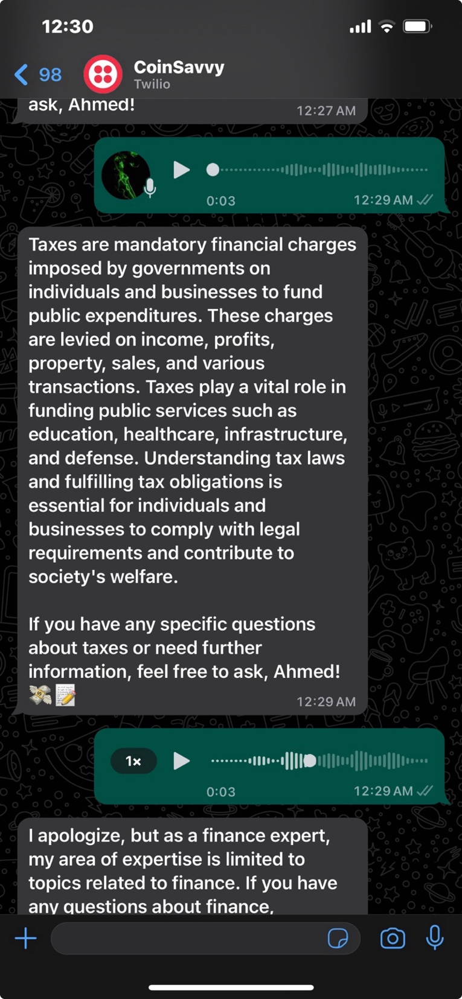 12:30
98
CoinSavvy
Twilio
ask, Ahmed!
12:27 AM
0:03
12:29 AM
Taxes are mandatory financial charges
imposed by governments on
individuals and businesses to fund
public expenditures. These charges
are levied on income, profits,
property, sales, and various
transactions. Taxes play a vital role in
funding public services such as
education, healthcare, infrastructure,
and defense. Understanding tax laws
and fulfilling tax obligations is
essential for individuals and
businesses to comply with legal
requirements and contribute to
society's welfare.
If you have any specific questions
about taxes or need further
information, feel free to ask, Ahmed!
💸📝
12:29 AM
1×
0:03
12:29 AM
I apologize, but as a finance expert,
my area of expertise is limited to
topics related to finance. If you have
any questions about finance,